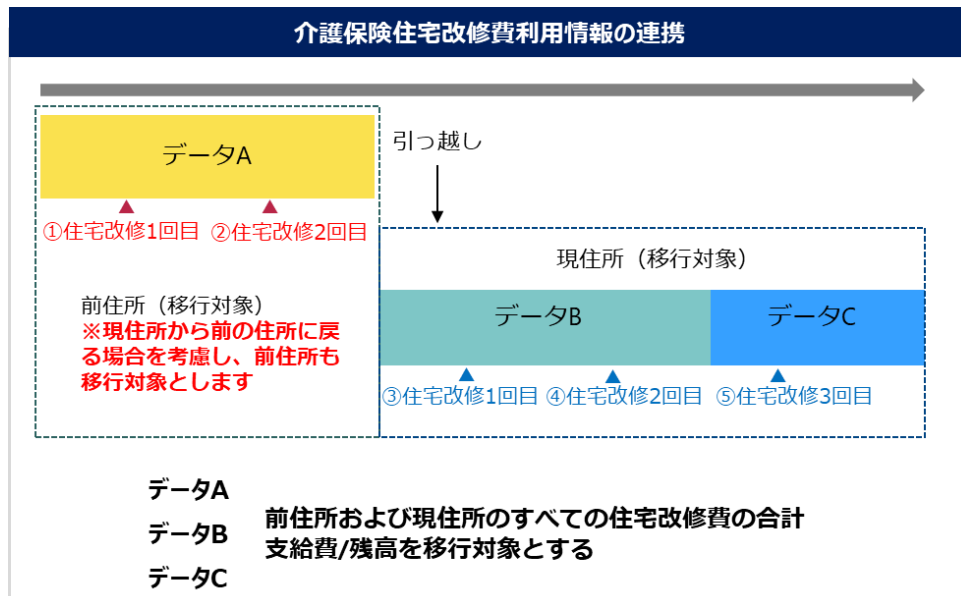 介護保険住宅改修費利用情報の連携
データA
引っ越し
①住宅改修1回目 ②住宅改修2回目
現住所（移行対象）
前住所（移行対象）
※現住所から前の住所に戻
る場合を考慮し、前住所も
移行対象とします
データB
データC
③住宅改修1回目 ④住宅改修2回目 ⑤住宅改修3回目
データA
データB
データC
前住所および現住所のすべての住宅改修費の合計
支給費/残高を移行対象とする